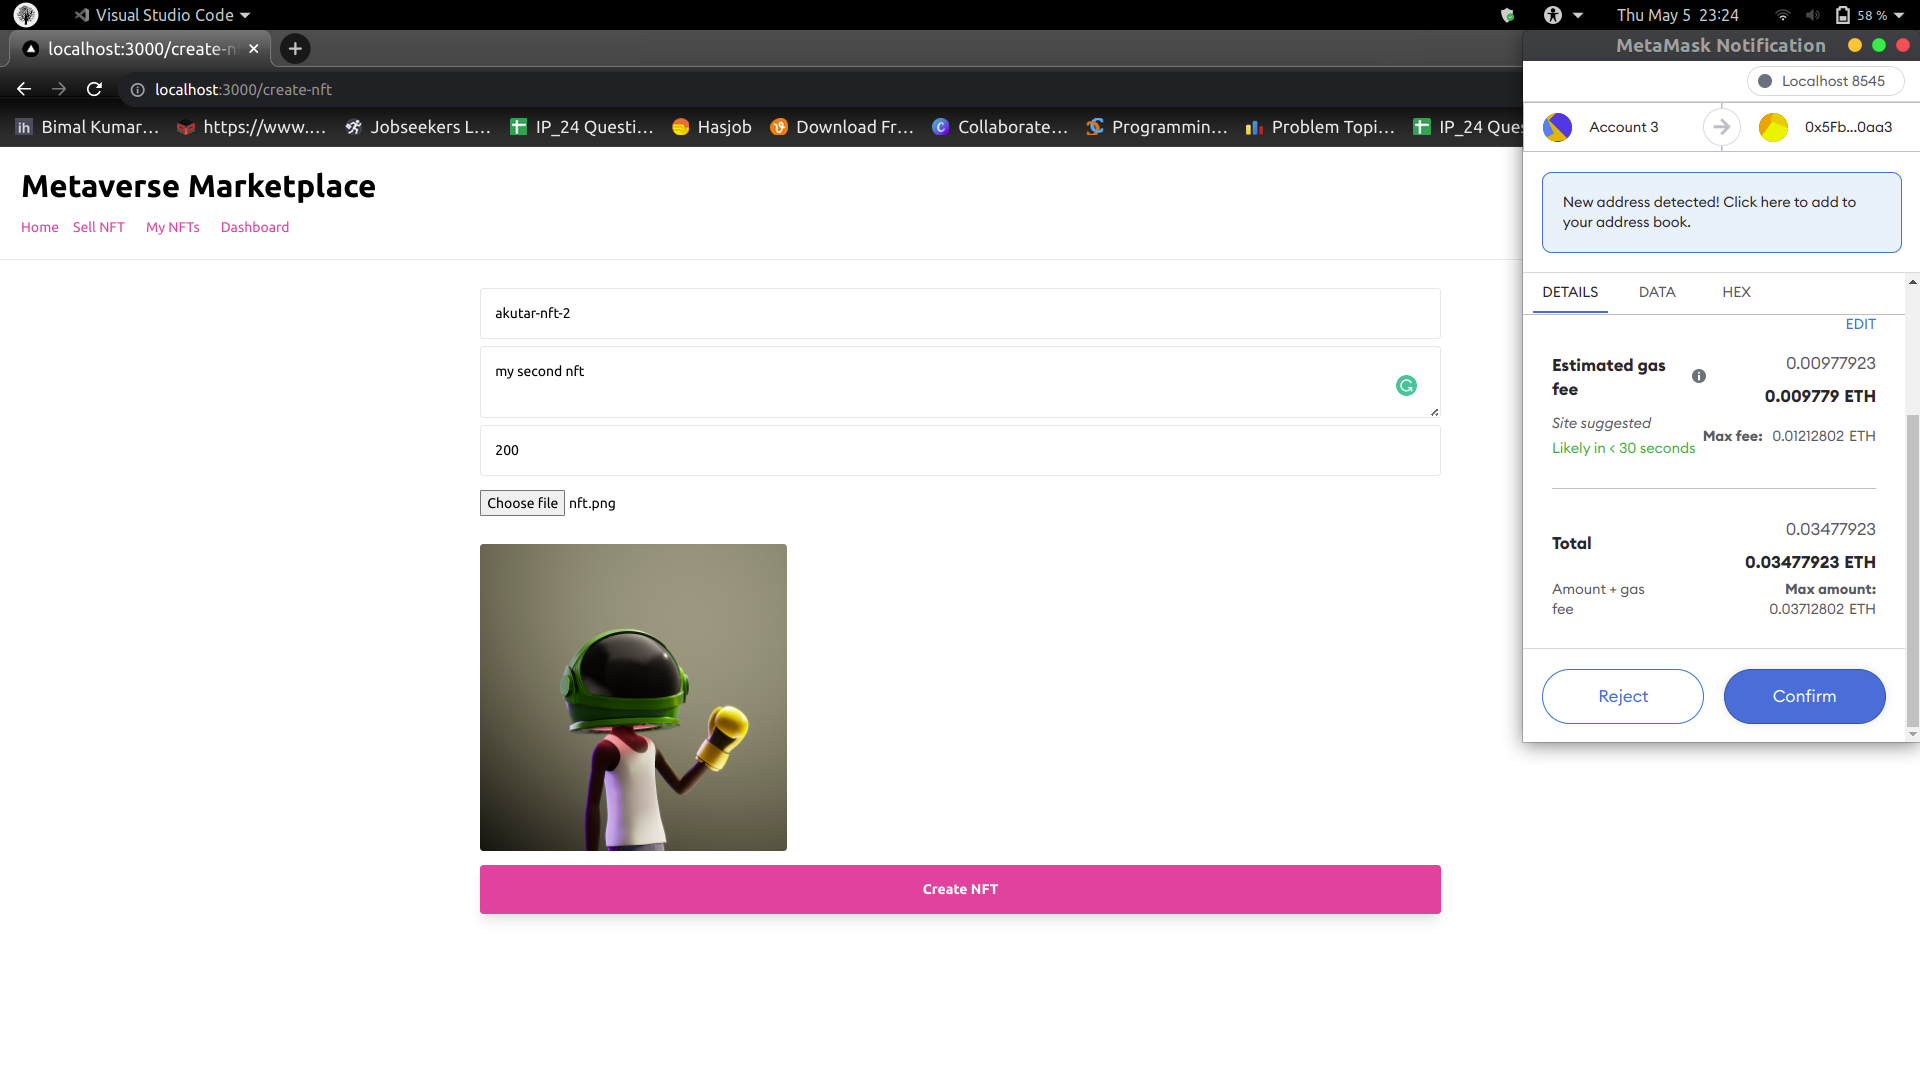 Visual Studio Code
Thu May 5 23:24
58 %
localhost:3000/create-n
localhost:3000/create-nft
ih Bimal Kumar...
https://www....
Jobseekers L...
IP_24 Questi...
Hasjob
Download Fr...
Collaborate...
Programmin...
Problem Topi...
IP_24 Ques
Metaverse Marketplace
Home Sell NFT My NFTs Dashboard
akutar-nft-2
my second nft
200
Choose file nft.png
Create NFT
MetaMask Notification
Localhost 8545
Account 3
0x5Fb...0aa3
New address detected! Click here to add to
your address book.
DETAILS DATA HEX
EDIT
Estimated gas
fee
0.00977923
0.009779 ETH
Site suggested
Likely in < 30 seconds
Max fee: 0.01212802 ETH
Total
0.03477923
0.03477923 ETH
Amount + gas
fee
Max amount:
0.03712802 ETH
Reject
Confirm